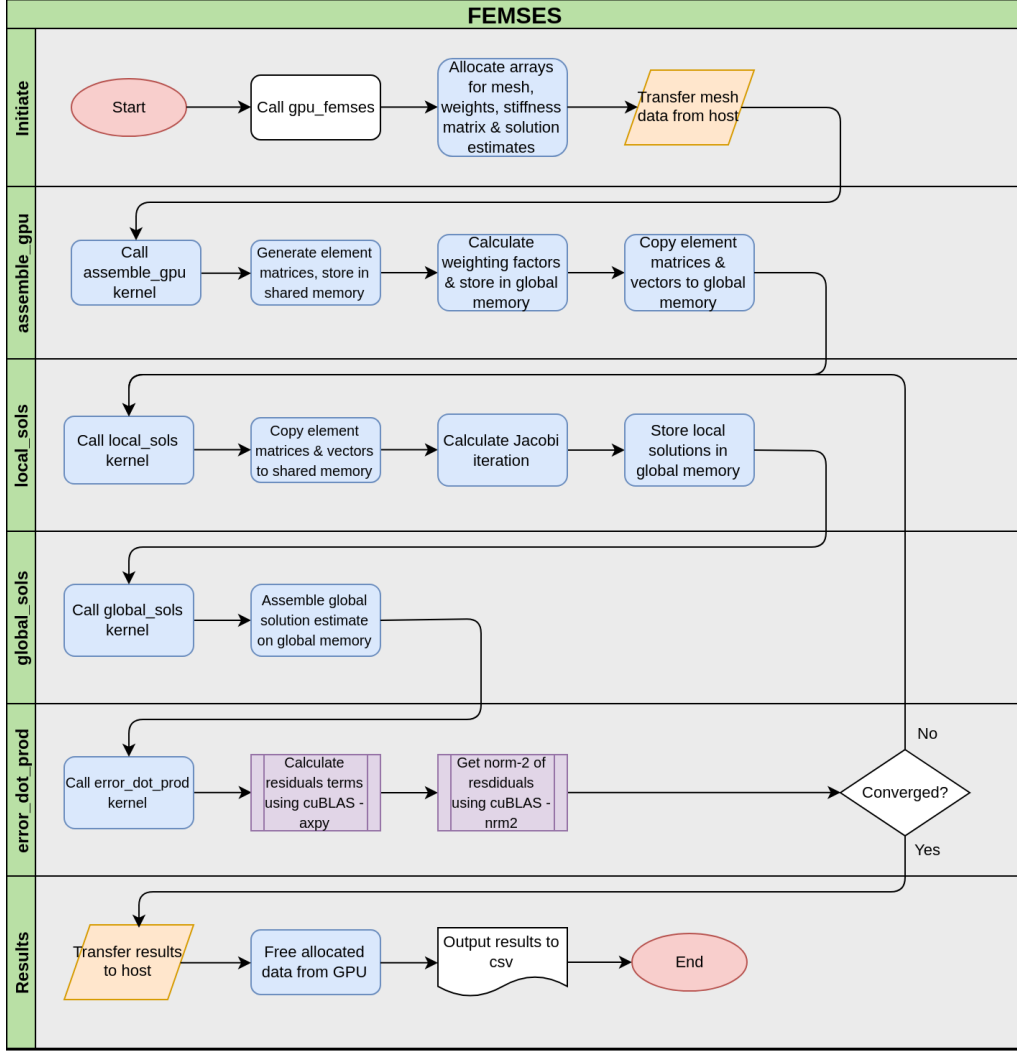 FEMSES
Initiate
Start
Call gpu_femses
Allocate arrays
for mesh,
weights, stiffness
matrix & solution
estimates
Transfer mesh
data from host
assemble_gpu
Call
assemble_gpu
kernel
Generate element
matrices, store in
shared memory
Calculate
weighting factors
& store in global
memory
Copy element
matrices &
vectors to global
memory
local_sols
Call local_sols
kernel
Copy element
matrices & vectors
to shared memory
Calculate Jacobi
iteration
Store local
solutions in
global memory
global_sols
Call global_sols
kernel
Assemble global
solution estimate
on global memory
error_dot_prod
Call error_dot_prod
kernel
Calculate
residuals terms
using cuBLAS -
axpy
Get norm-2 of
resdiduals
using cuBLAS -
nrm2
No
Converged?
Yes
Results
Transfer results
to host
Free allocated
data from GPU
Output results to
csv
End